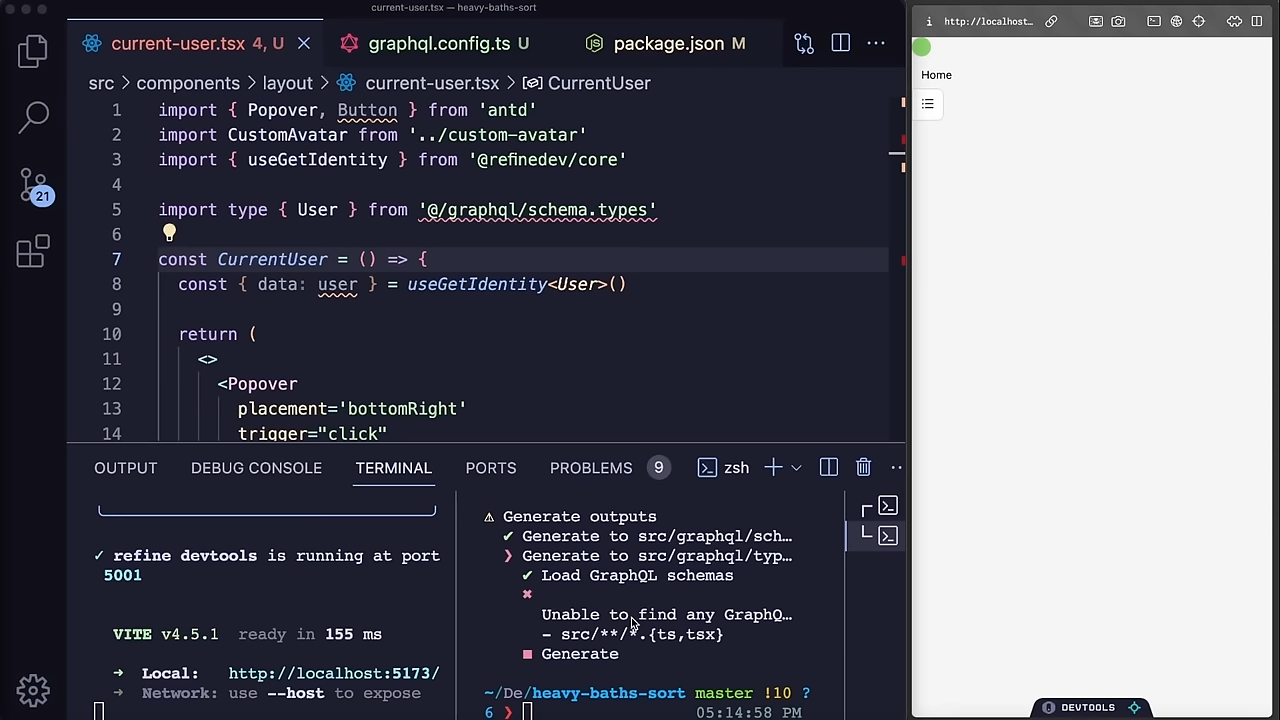 current-user.tsx — heavy-baths-sort
current-user.tsx 4, U
graphql.config.ts U
package.json M
src > components > layout > current-user.tsx > CurrentUser
1 import { Popover, Button } from 'antd'
2 import CustomAvatar from '../custom-avatar'
3 import { useGetIdentity } from '@refinedev/core'
4
5 import type { User } from '@/graphql/schema.types'
6
7 const CurrentUser = () => {
8 const { data: user } = useGetIdentity<User>()
9
10 return (
11 <>
12 <Popover
13 placement='bottomRight'
14 trigger="click"
21
OUTPUT DEBUG CONSOLE TERMINAL PORTS PROBLEMS 9 zsh
✓ refine devtools is running at port
5001
VITE v4.5.1 ready in 155 ms
➜ Local: http://localhost:5173/
➜ Network: use --host to expose
⚠ Generate outputs
✔ Generate to src/graphql/sch…
❯ Generate to src/graphql/typ…
✔ Load GraphQL schemas
✖
Unable to find any GraphQ…
- src/**/*.{ts,tsx}
■ Generate
~/De/heavy-baths-sort master !10 ?
6 ❯ 05:14:58 PM
http://localhost…
Home
DEVTOOLS